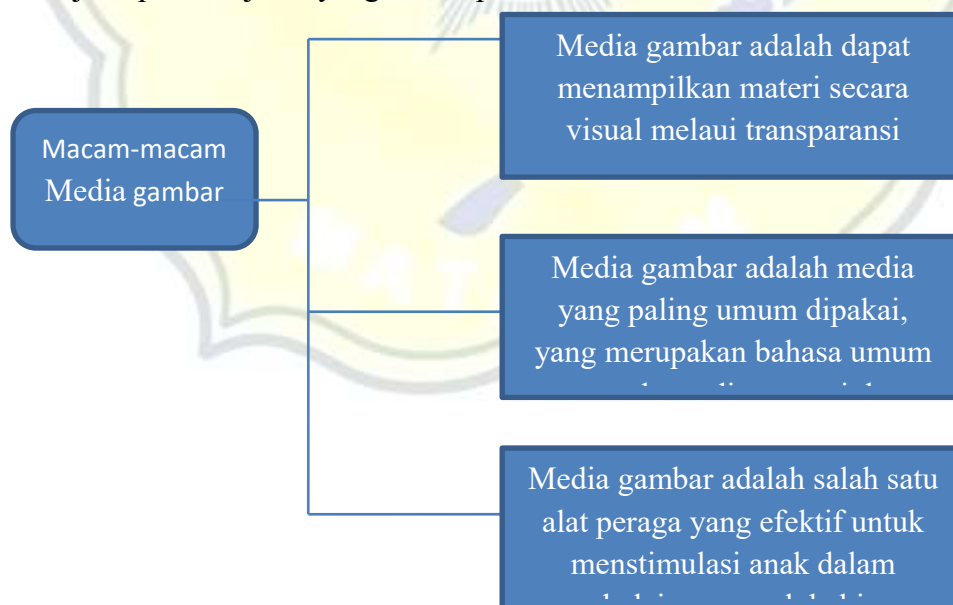 Macam-macam
Media gambar
Media gambar adalah dapat
menampilkan materi secara
visual melaui transparansi
Media gambar adalah media
yang paling umum dipakai,
yang merupakan bahasa umum
Media gambar adalah salah satu
alat peraga yang efektif untuk
menstimulasi anak dalam